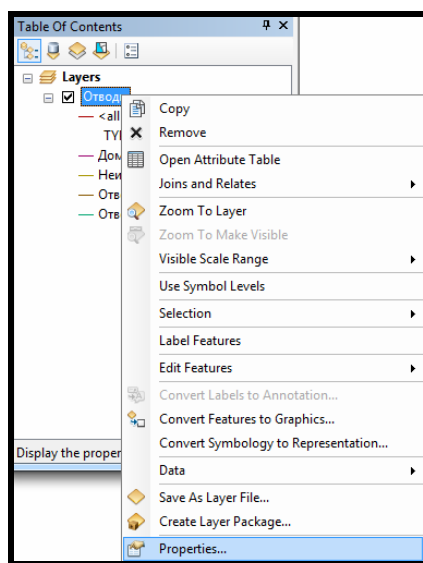 Table Of Contents
Layers
Отводы
<all
TYI
Дом
Неи
Отв
Отв
Copy
Remove
Open Attribute Table
Joins and Relates
Zoom To Layer
Zoom To Make Visible
Visible Scale Range
Use Symbol Levels
Selection
Label Features
Edit Features
Convert Labels to Annotation...
Convert Features to Graphics...
Convert Symbology to Representation...
Data
Save As Layer File...
Create Layer Package...
Properties...
Display the proper